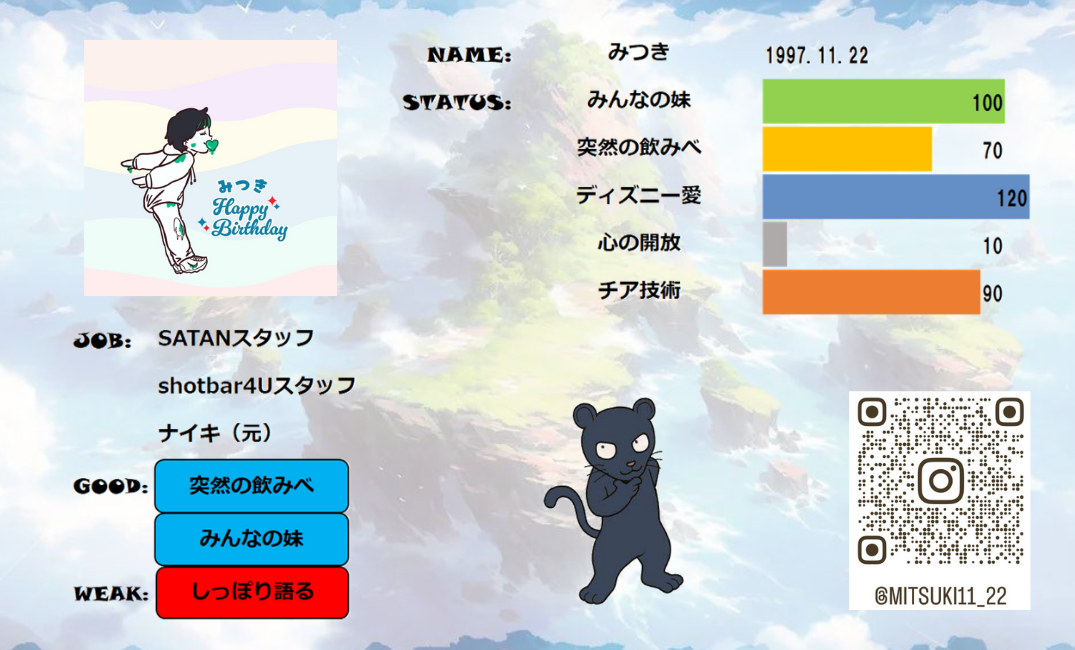 NAME: みつき 1997. 11. 22
STATUS: みんなの妹 100
突然の飲みべ 70
ディズニー愛 120
心の開放 10
チア技術 90
みつき
Happy
Birthday
JOB: SATANスタッフ
shotbar4Uスタッフ
ナイキ（元）
GOOD: 突然の飲みべ
みんなの妹
WEAK: しっぽり語る
@MITSUKI11_22